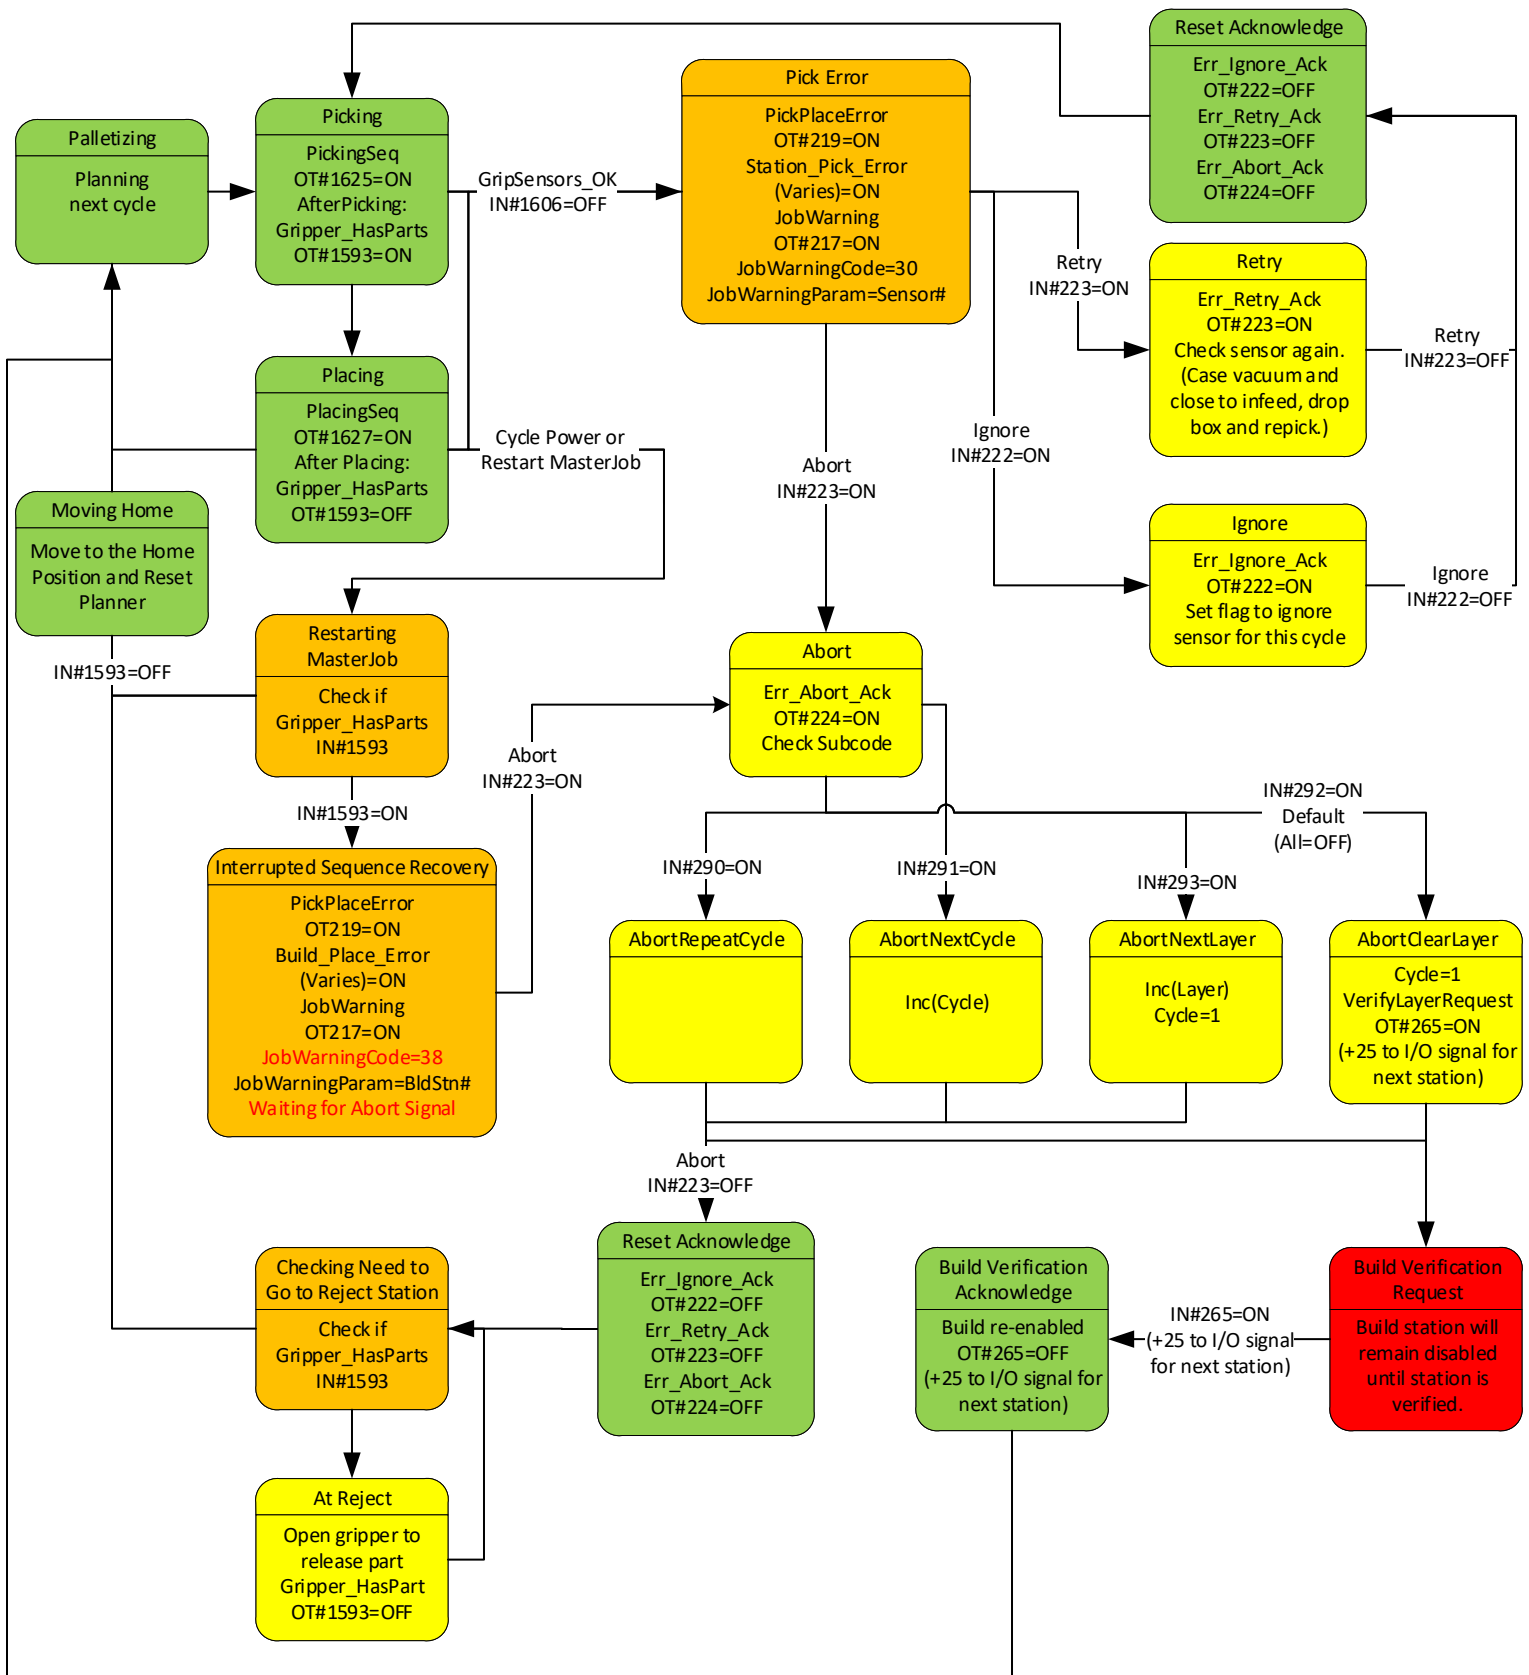 Reset Acknowledge
Err_Ignore_Ack
OT#222=OFF
Err_Retry_Ack
OT#223=OFF
Err_Abort_Ack
OT#224=OFF
Pick Error
PickPlaceError
OT#219=ON
Station_Pick_Error
(Varies)=ON
JobWarning
OT#217=ON
JobWarningCode=30
JobWarningParam=Sensor#
Picking
PickingSeq
OT#1625=ON
AfterPicking:
Gripper_HasParts
OT#1593=ON
Palletizing
Planning
next cycle
GripSensors_OK
IN#1606=OFF
Retry
IN#223=ON
Retry
Err_Retry_Ack
OT#223=ON
Check sensor again.
(Case vacuum and
close to infeed, drop
box and repick.)
Retry
IN#223=OFF
Placing
PlacingSeq
OT#1627=ON
After Placing:
Gripper_HasParts
OT#1593=OFF
Cycle Power or
Restart MasterJob
Ignore
IN#222=ON
Abort
IN#223=ON
Moving Home
Move to the Home
Position and Reset
Planner
Ignore
Err_Ignore_Ack
OT#222=ON
Set flag to ignore
sensor for this cycle
Ignore
IN#222=OFF
IN#1593=OFF
Restarting
MasterJob
Check if
Gripper_HasParts
IN#1593
Abort
Err_Abort_Ack
OT#224=ON
Check Subcode
Abort
IN#223=ON
IN#1593=ON
IN#292=ON
Default
(All=OFF)
IN#290=ON
IN#291=ON
IN#293=ON
Interrupted Sequence Recovery
PickPlaceError
OT219=ON
Build_Place_Error
(Varies)=ON
JobWarning
OT217=ON
JobWarningCode=38
JobWarningParam=BldStn#
Waiting for Abort Signal
AbortRepeatCycle
AbortNextCycle
Inc(Cycle)
AbortNextLayer
Inc(Layer)
Cycle=1
AbortClearLayer
Cycle=1
VerifyLayerRequest
OT#265=ON
(+25 to I/O signal for
next station)
Abort
IN#223=OFF
Reset Acknowledge
Err_Ignore_Ack
OT#222=OFF
Err_Retry_Ack
OT#223=OFF
Err_Abort_Ack
OT#224=OFF
Checking Need to
Go to Reject Station
Check if
Gripper_HasParts
IN#1593
Build Verification
Acknowledge
Build re-enabled
OT#265=OFF
(+25 to I/O signal for
next station)
IN#265=ON
(+25 to I/O signal
for next station)
Build Verification
Request
Build station will
remain disabled
until station is
verified.
At Reject
Open gripper to
release part
Gripper_HasPart
OT#1593=OFF